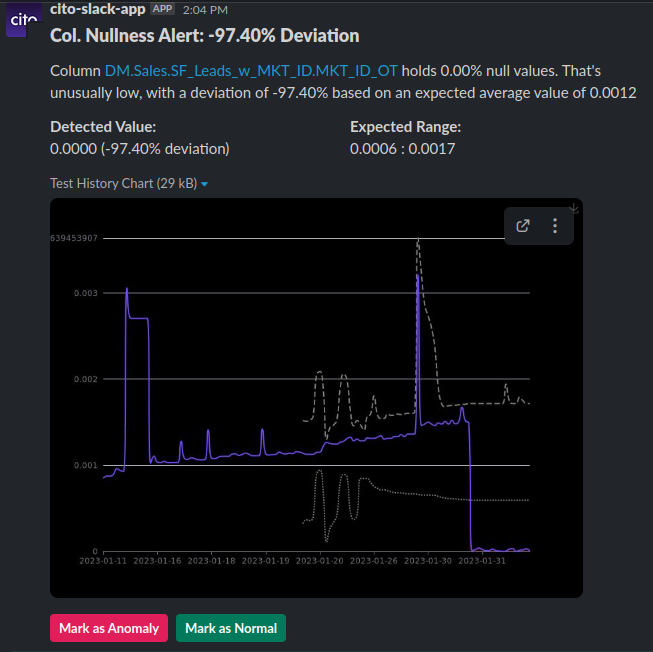 cito
cito-slack-app APP 2:04 PM
Col. Nullness Alert: -97.40% Deviation
Column DM.Sales.SF_Leads_w_MKT_ID.MKT_ID_OT holds 0.00% null values. That's
unusually low, with a deviation of -97.40% based on an expected average value of 0.0012
Detected Value:
0.0000 (-97.40% deviation)
Expected Range:
0.0006 : 0.0017
Test History Chart (29 kB)
639453907
0.003
0.002
0.001
0
2023-01-11 2023-01-16 2023-01-18 2023-01-19 2023-01-20 2023-01-26 2023-01-30 2023-01-31
Mark as Anomaly
Mark as Normal